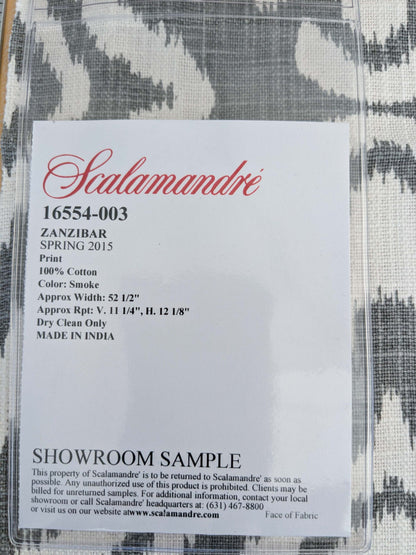 Scalamandré
16554-003
ZANZIBAR
SPRING 2015
Print
100% Cotton
Color: Smoke
Approx Width: 52 1/2"
Approx Rpt: V. 11 1/4", H. 12 1/8"
Dry Clean Only
MADE IN INDIA
SHOWROOM SAMPLE
This property of Scalamandre' is to be returned to Scalamandre' as soon as
possible. Any unauthorized use of this product is prohibited. Clients may be
billed for unreturned samples. For additional information, contact your local
showroom or call Scalamandre' headquarters at: (631) 467-8800
or visit us on our website at www.scalamandre.com
Face of Fabric